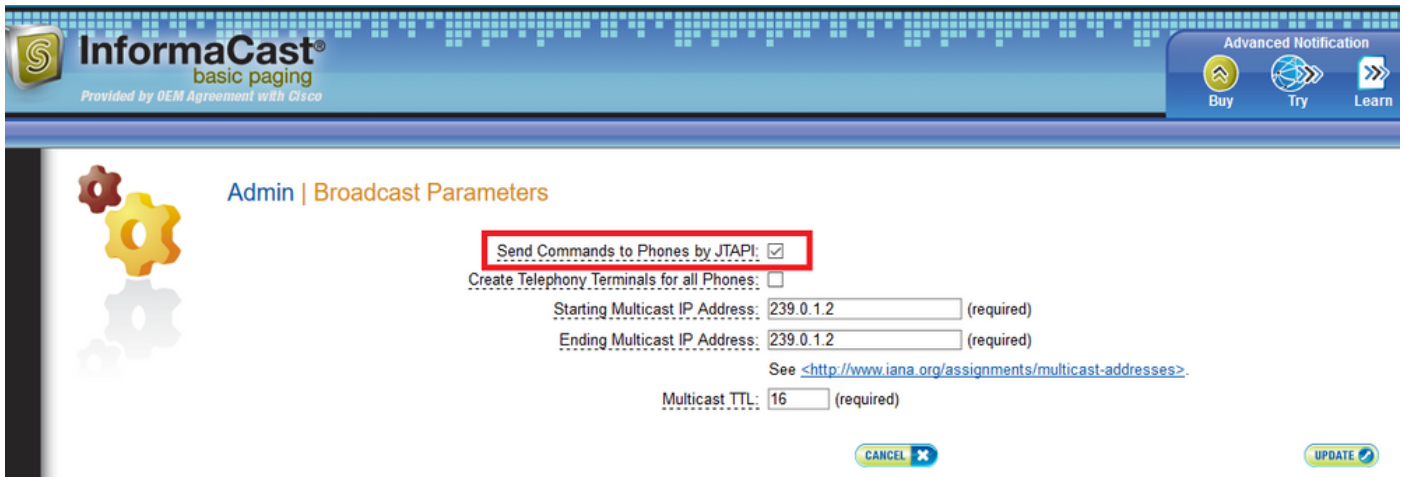 InformaCast®
basic paging
Provided by OEM Agreement with Cisco
Advanced Notification
Buy Try Learn
Admin | Broadcast Parameters
Send Commands to Phones by JTAPI:
Create Telephony Terminals for all Phones:
Starting Multicast IP Address: 239.0.1.2 (required)
Ending Multicast IP Address: 239.0.1.2 (required)
See <http://www.iana.org/assignments/multicast-addresses>.
Multicast TTL: 16 (required)
CANCEL UPDATE